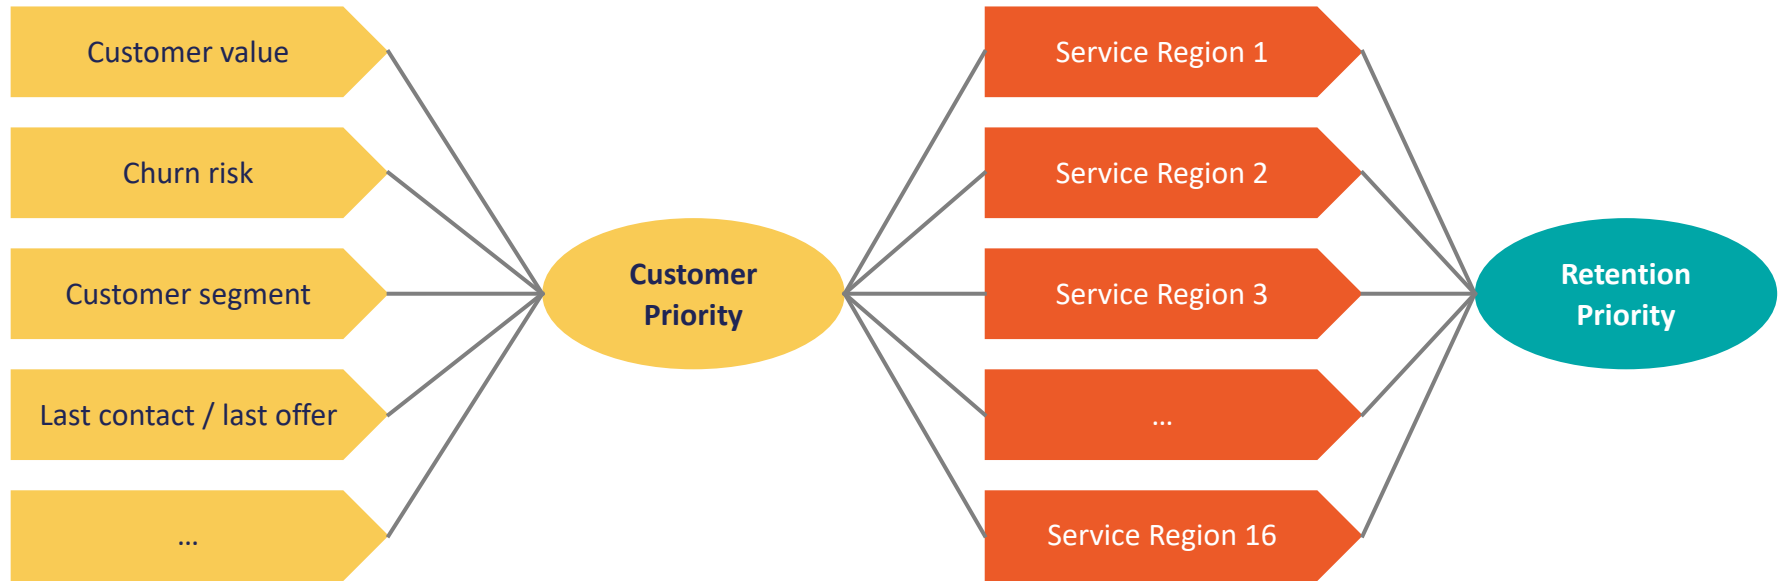 Customer value
Churn risk
Customer segment
Last contact / last offer
...
Customer
Priority
Service Region 1
Service Region 2
Service Region 3
...
Service Region 16
Retention
Priority